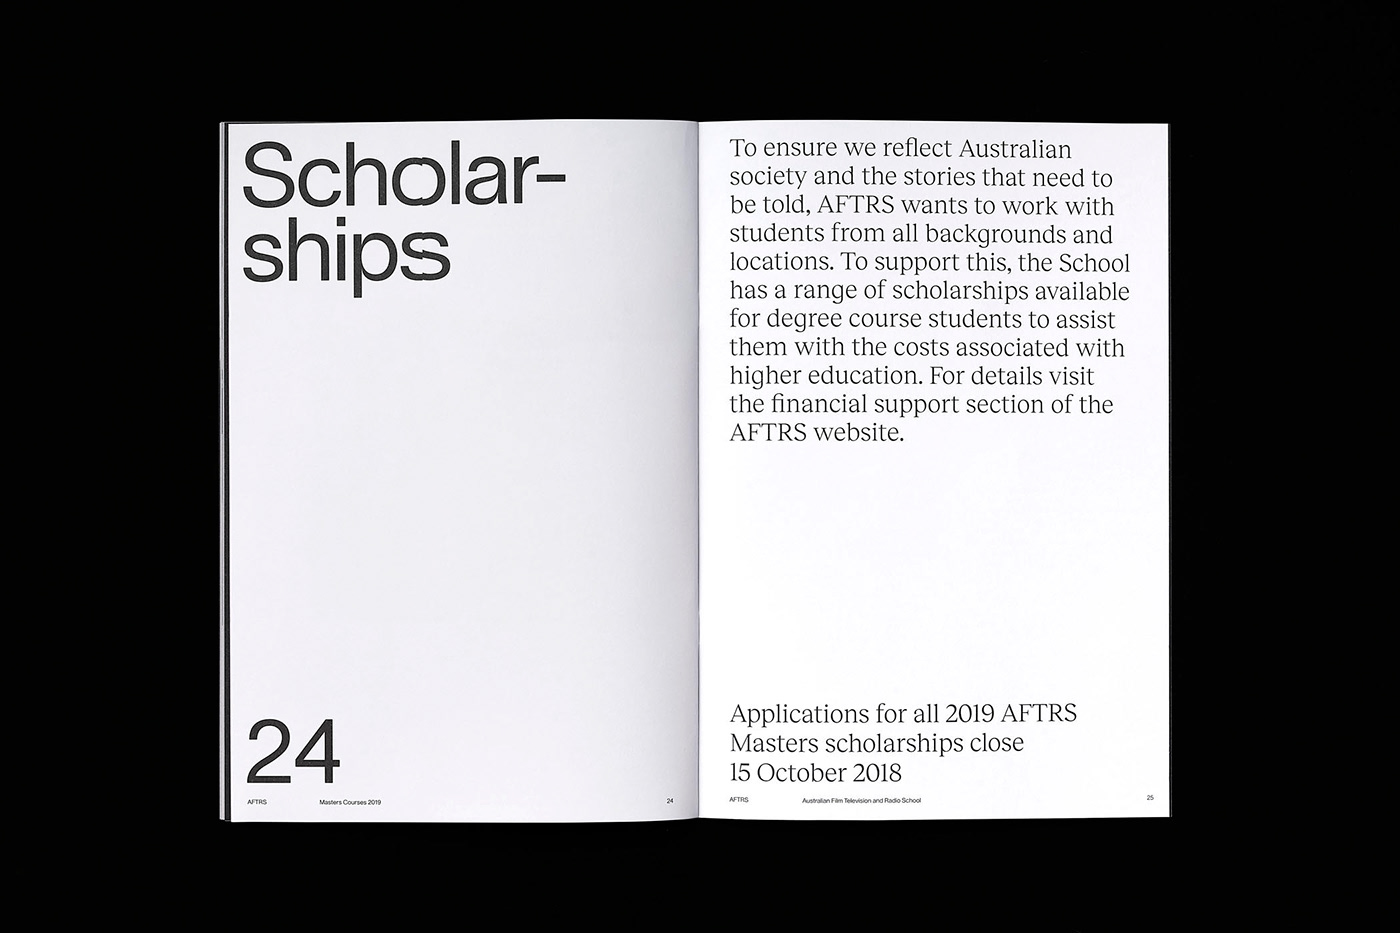 Scholar-
ships
24
AFTRS
Masters Courses 2019
24
To ensure we reflect Australian
society and the stories that need to
be told, AFTRS wants to work with
students from all backgrounds and
locations. To support this, the School
has a range of scholarships available
for degree course students to assist
them with the costs associated with
higher education. For details visit
the financial support section of the
AFTRS website.
Applications for all 2019 AFTRS
Masters scholarships close
15 October 2018
AFTRS
Australian Film Television and Radio School
25